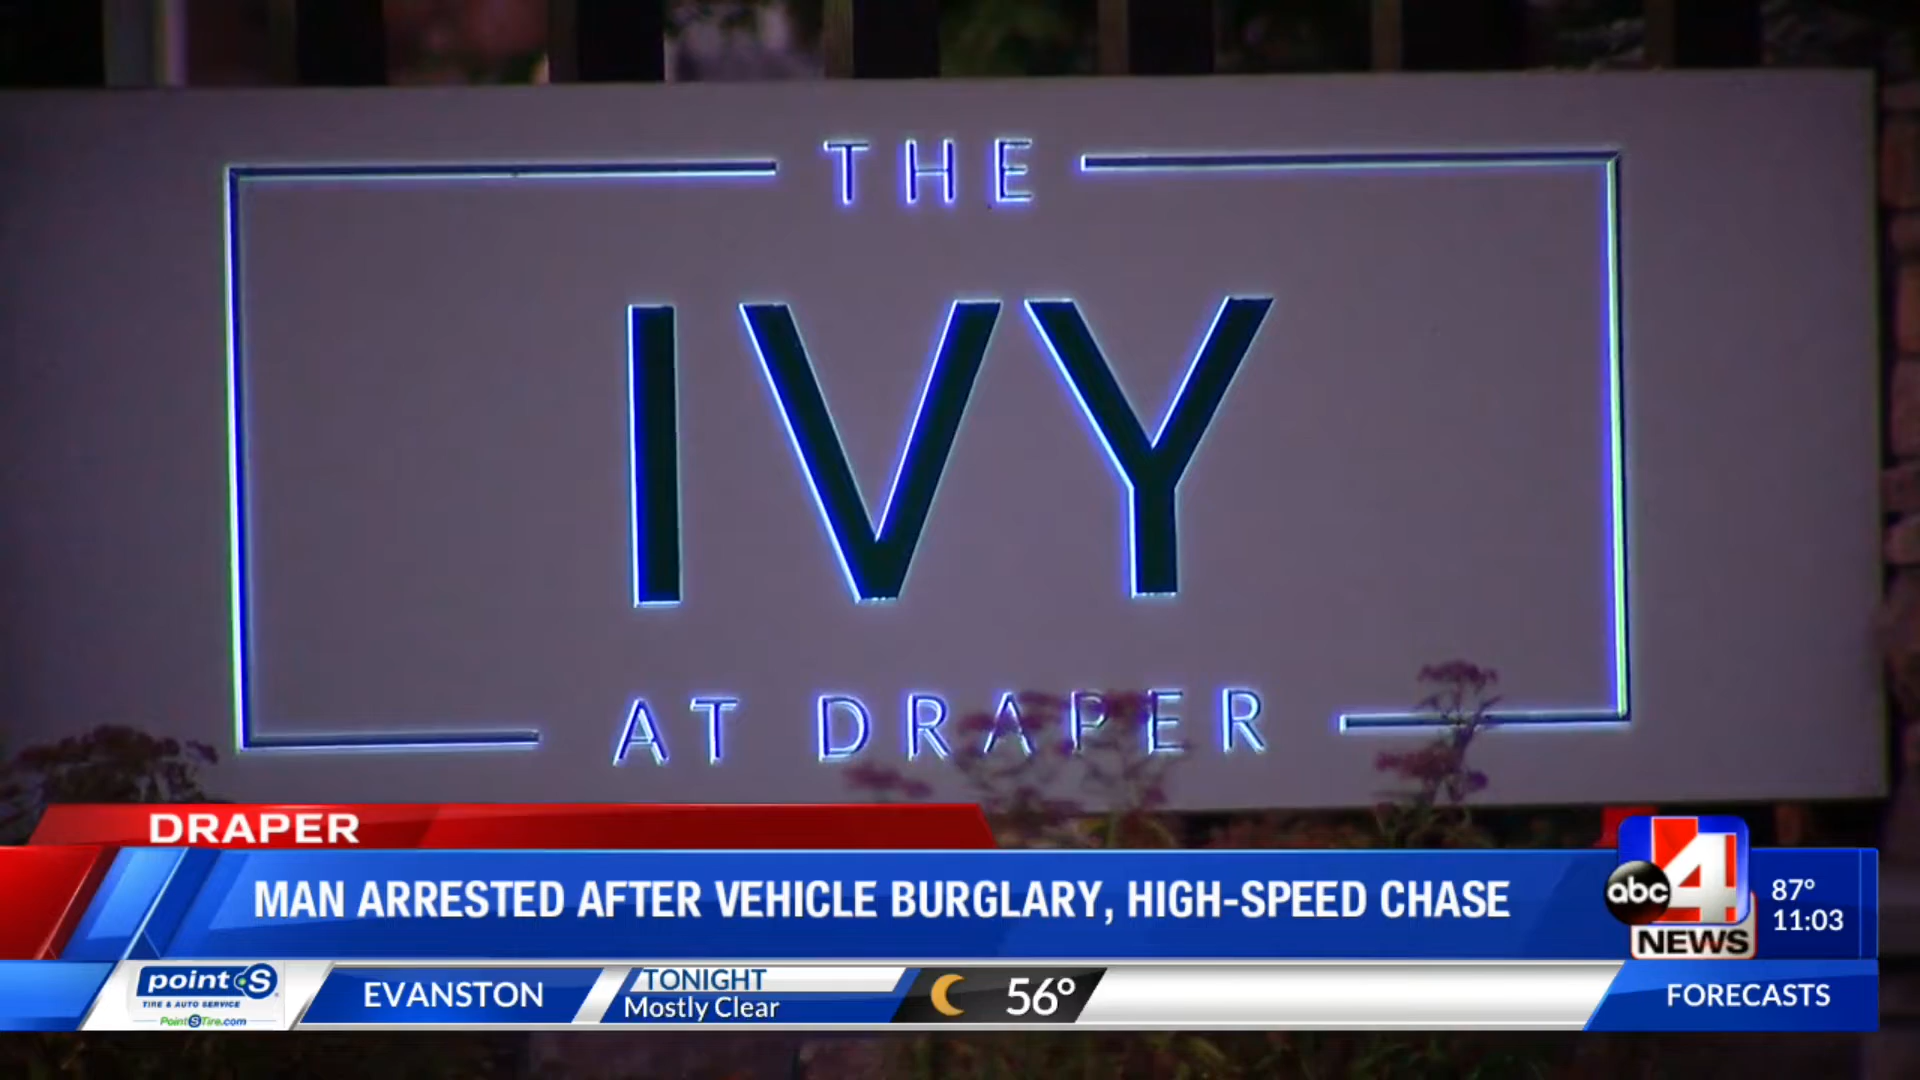 THE
IVY
AT DRAPER
DRAPER
MAN ARRESTED AFTER VEHICLE BURGLARY, HIGH-SPEED CHASE
abc 4
NEWS
87°
11:03
point S
TIRE & AUTO SERVICE
PointSTire.com
EVANSTON
TONIGHT
Mostly Clear
56°
FORECASTS